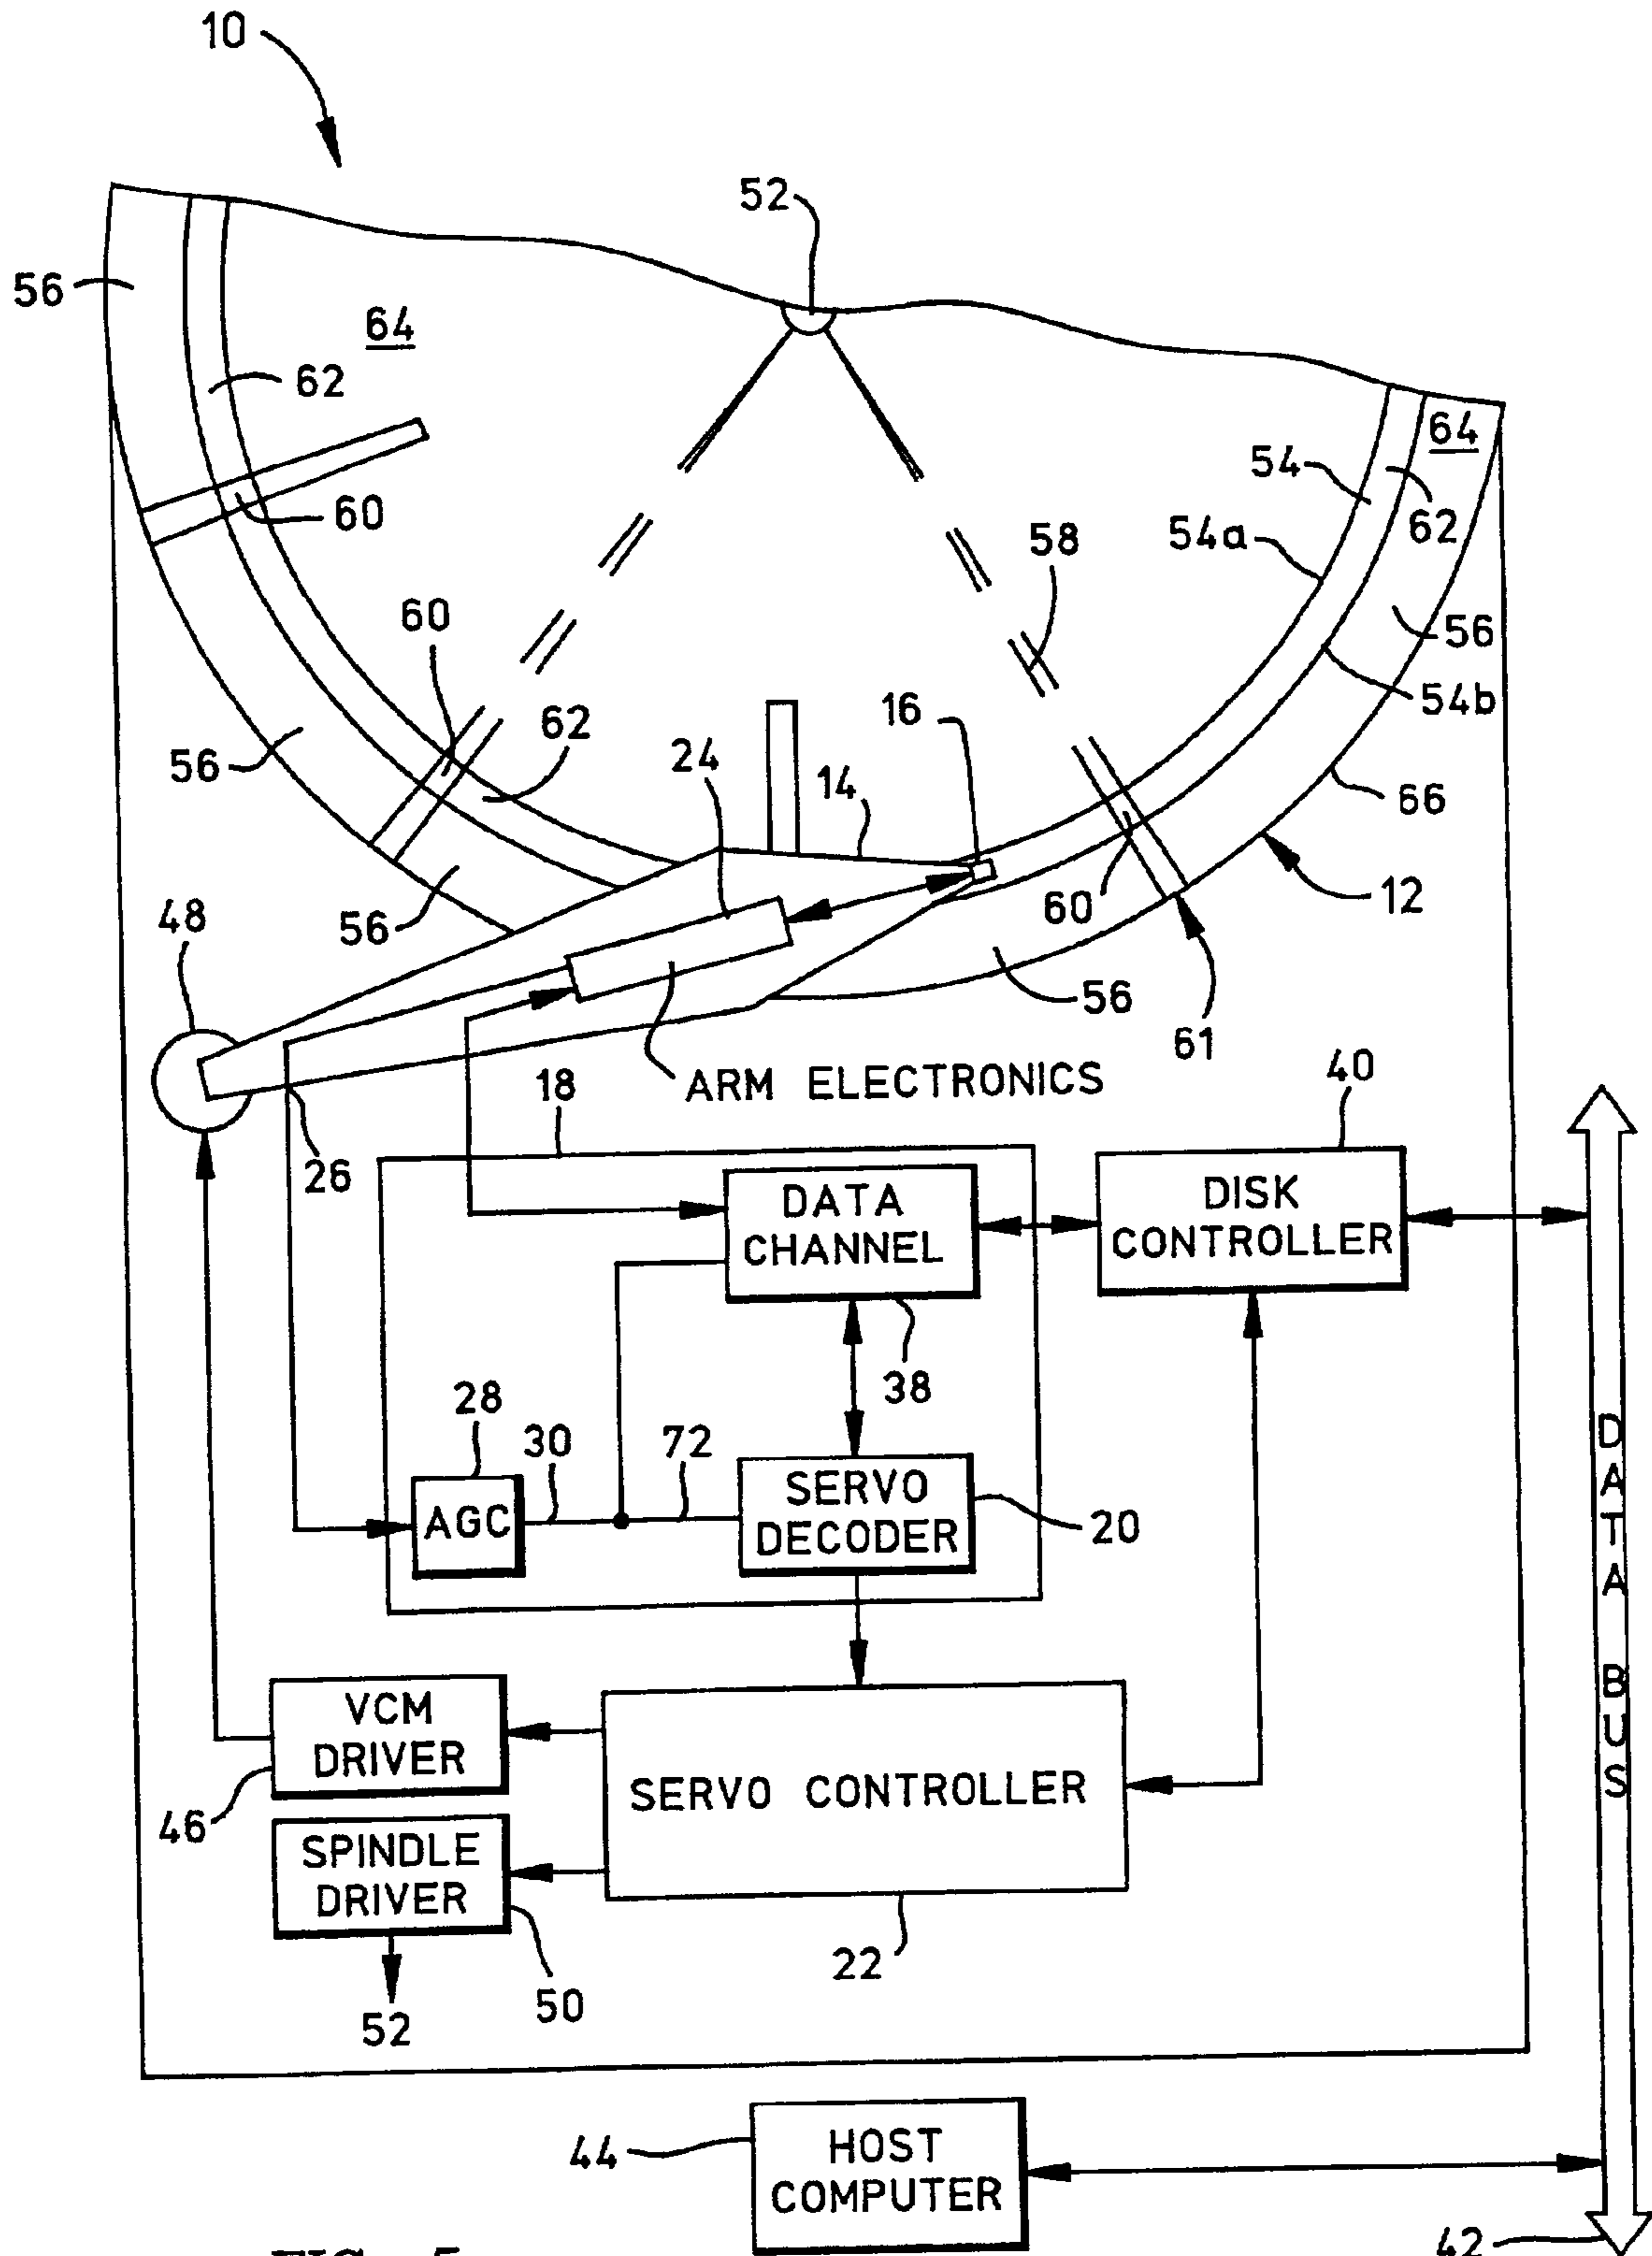 10
52
56
64
62
64
54
62
60
54a
58
60
56
54b
16
62
24
56
14
66
12
60
48
56
56
61
ARM ELECTRONICS
18
40
26
DATA
CHANNEL
DISK
CONTROLLER
38
28
30
72
AGC
SERVO
DECODER
20
DATA BUS
VCM
DRIVER
SERVO CONTROLLER
46
SPINDLE
DRIVER
22
50
52
44
HOST
COMPUTER
42